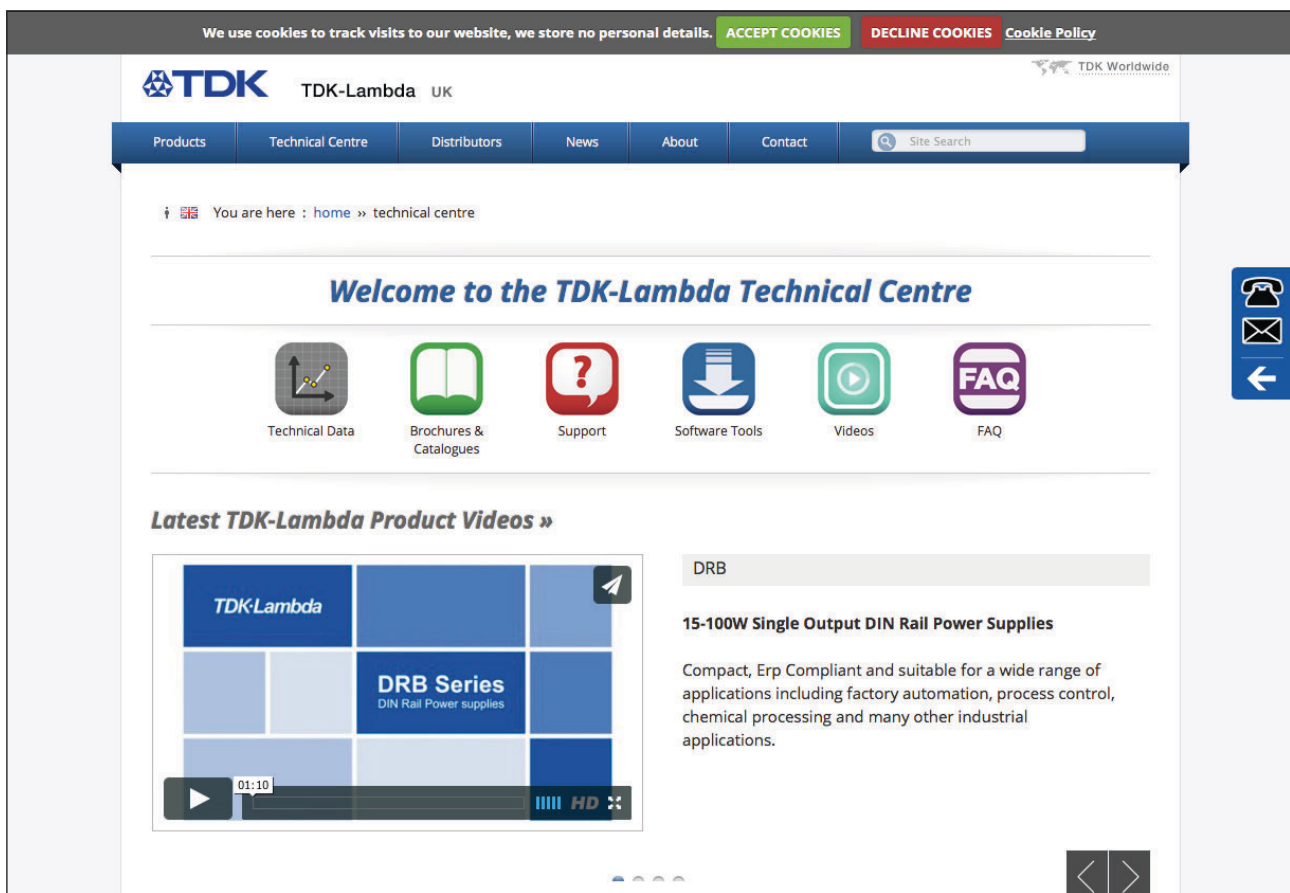 We use cookies to track visits to our website, we store no personal details. ACCEPT COOKIES DECLINE COOKIES Cookie Policy
TDK TDK-Lambda UK
TDK Worldwide
Products Technical Centre Distributors News About Contact Site Search
You are here : home » technical centre
Welcome to the TDK-Lambda Technical Centre
?
FAQ
Technical Data
Brochures &
Catalogues
Support
Software Tools
Videos
FAQ
Latest TDK-Lambda Product Videos »
TDK·Lambda
DRB Series
DIN Rail Power supplies
01:10
HD
DRB
15-100W Single Output DIN Rail Power Supplies
Compact, Erp Compliant and suitable for a wide range of
applications including factory automation, process control,
chemical processing and many other industrial
applications.